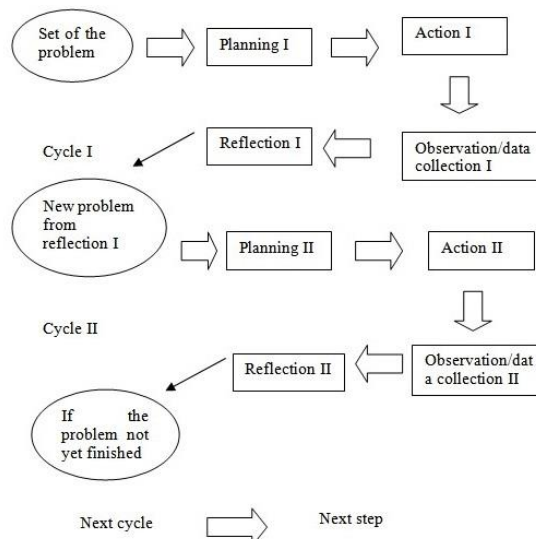 Set of the
problem
Planning I
Action I
Cycle I
Reflection I
Observation/data
collection I
New problem
from
reflection I
Planning II
Action II
Cycle II
Reflection II
Observation/dat
a collection II
If the
problem not
yet finished
Next cycle
Next step